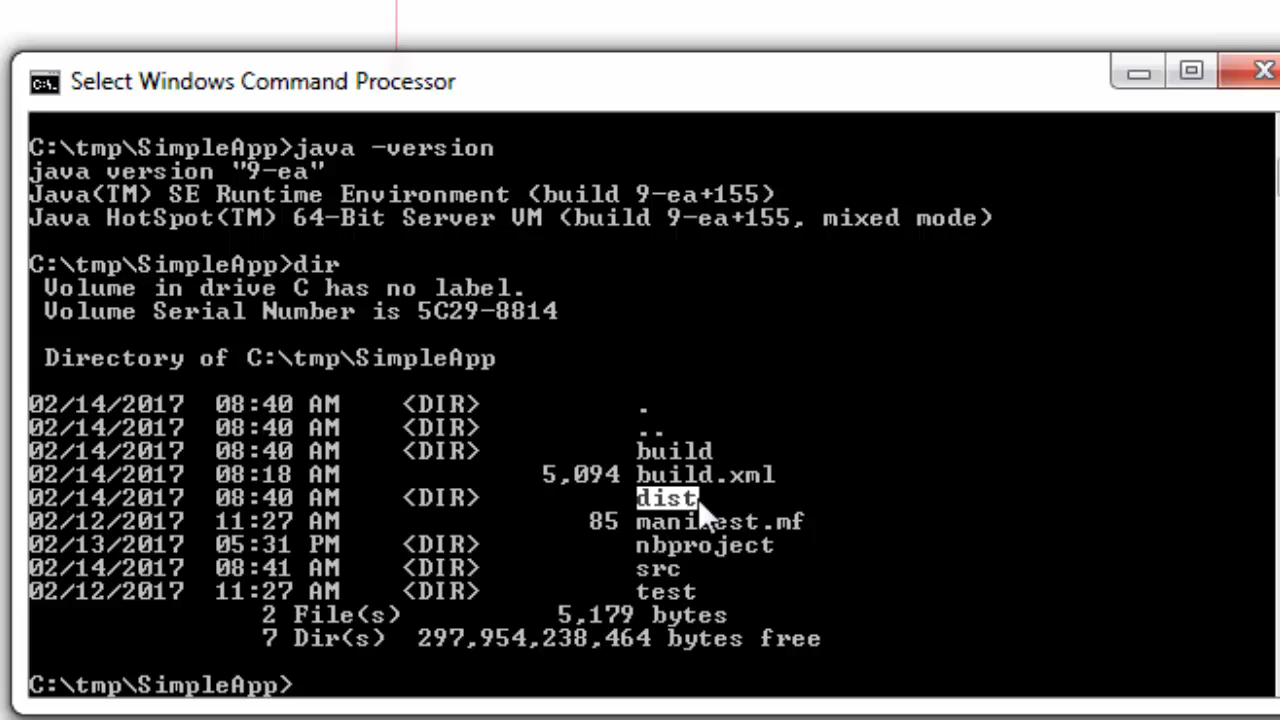 Select Windows Command Processor
C:\tmp\SimpleApp>java -version
java version "9-ea"
Java(TM) SE Runtime Environment (build 9-ea+155)
Java HotSpot(TM) 64-Bit Server VM (build 9-ea+155, mixed mode)
C:\tmp\SimpleApp>dir
Volume in drive C has no label.
Volume Serial Number is 5C29-8814
Directory of C:\tmp\SimpleApp
02/14/2017 08:40 AM <DIR> .
02/14/2017 08:40 AM <DIR> ..
02/14/2017 08:40 AM <DIR> build
02/14/2017 08:18 AM 5,094 build.xml
02/14/2017 08:40 AM <DIR> dist
02/12/2017 11:27 AM 85 manifest.mf
02/13/2017 05:31 PM <DIR> nbproject
02/14/2017 08:41 AM <DIR> src
02/12/2017 11:27 AM <DIR> test
2 File(s) 5,179 bytes
7 Dir(s) 297,954,238,464 bytes free
C:\tmp\SimpleApp>